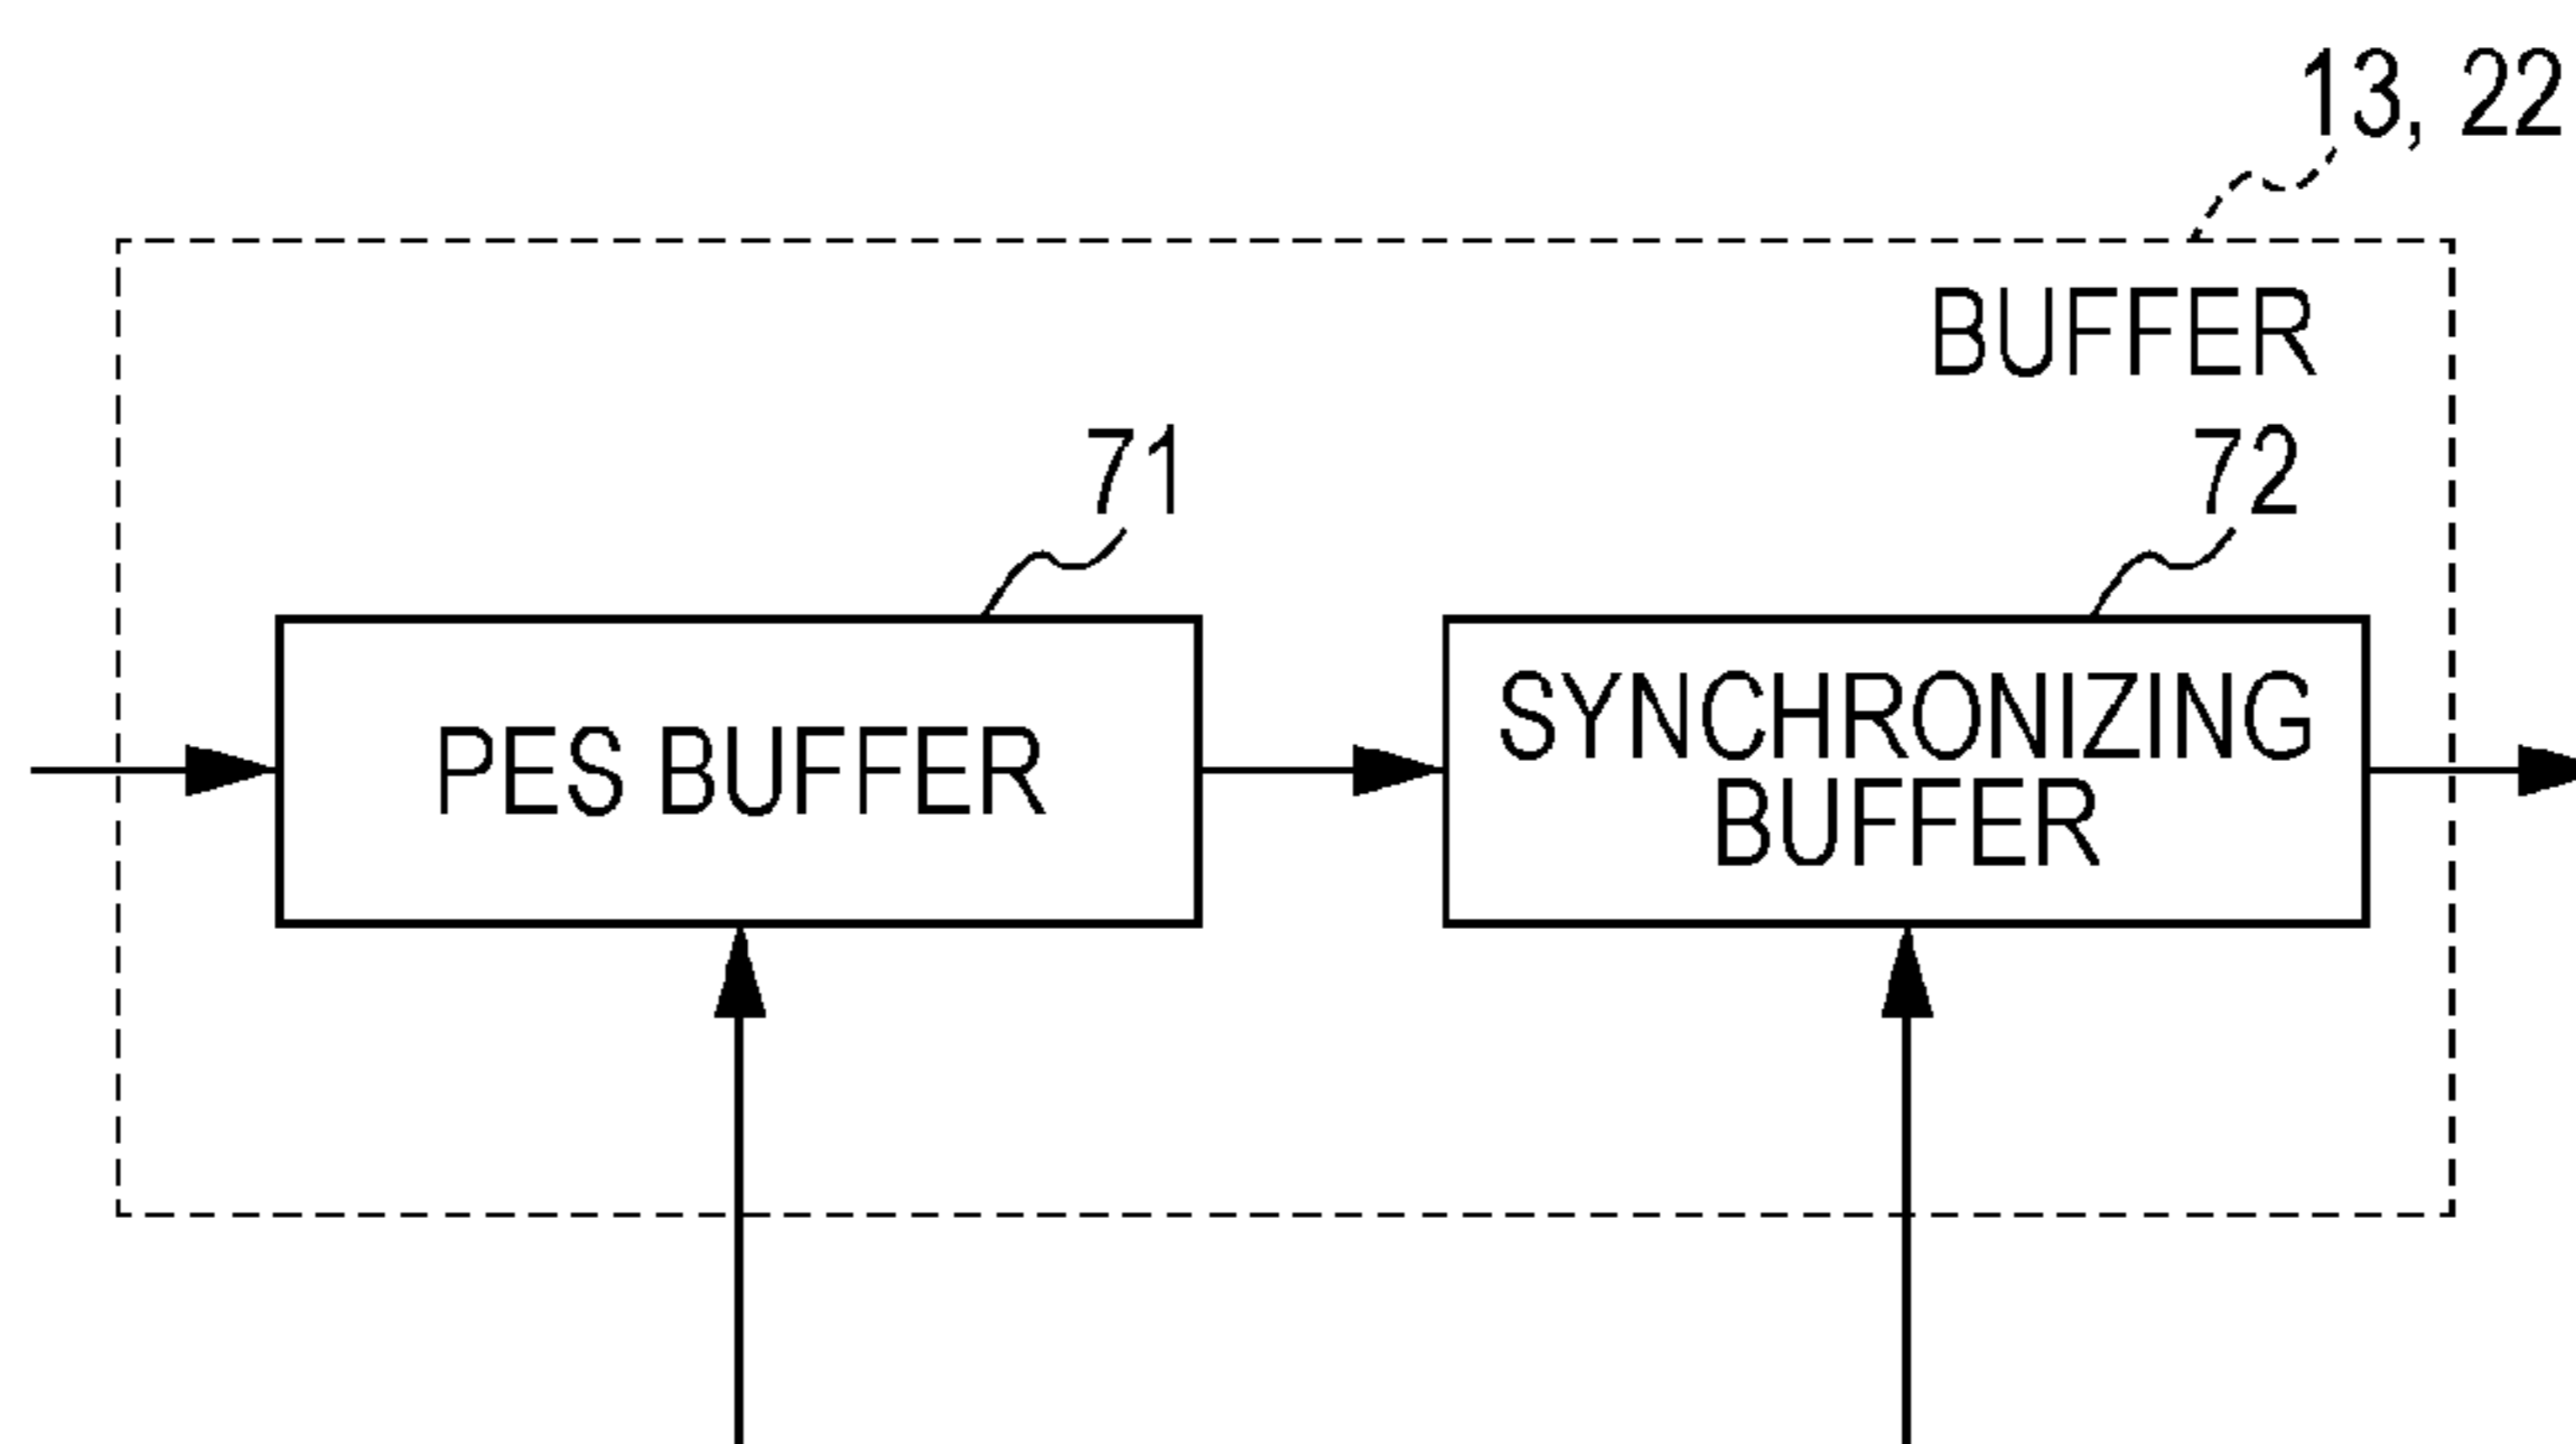 13, 22
BUFFER
71
72
PES BUFFER
SYNCHRONIZING
BUFFER